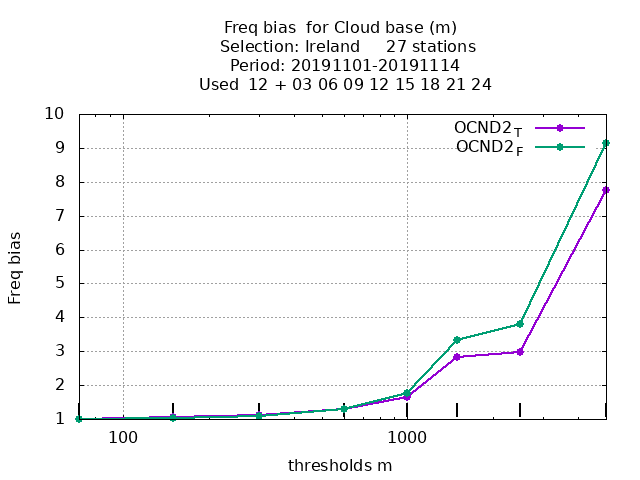 Freq bias  for Cloud base (m)
Selection: Ireland     27 stations
Period: 20191101-20191114
Used  12 + 03 06 09 12 15 18 21 24
OCND2T
OCND2F
10
9
8
7
6
5
4
3
2
1
Freq bias
100
1000
thresholds m